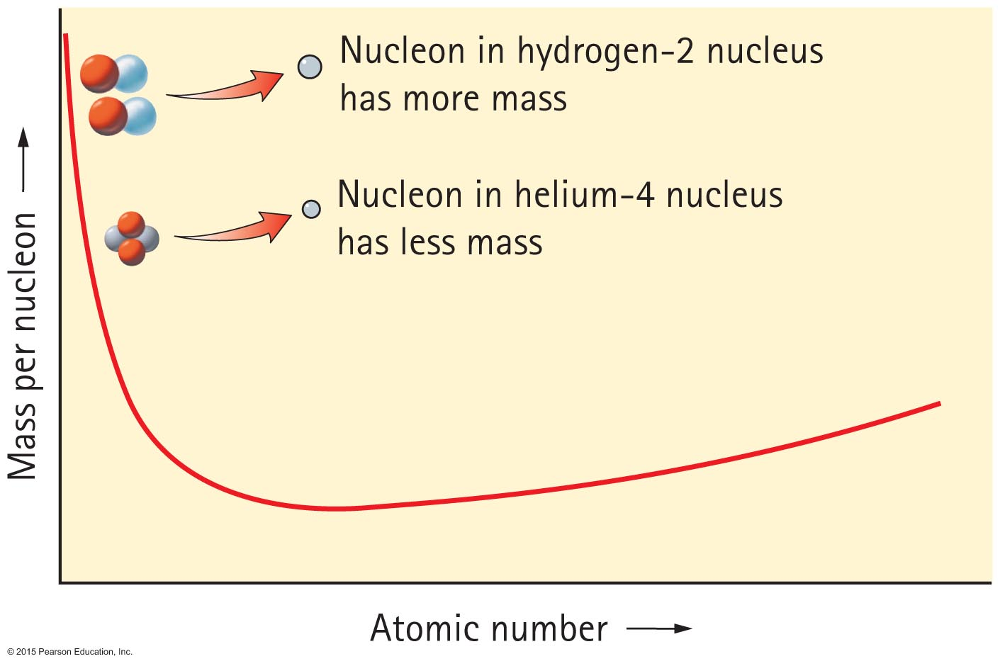 Nucleon in hydrogen-2 nucleus
has more mass
Nucleon in helium-4 nucleus
has less mass
Mass per nucleon
Atomic number
© 2015 Pearson Education, Inc.